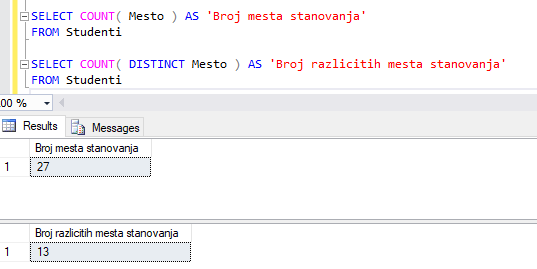 SELECT COUNT( Mesto ) AS 'Broj mesta stanovanja'
FROM Studenti
SELECT COUNT( DISTINCT Mesto ) AS 'Broj razlicitih mesta stanovanja'
FROM Studenti
00 %
Results Messages
Broj mesta stanovanja
1 27
Broj razlicitih mesta stanovanja
1 13